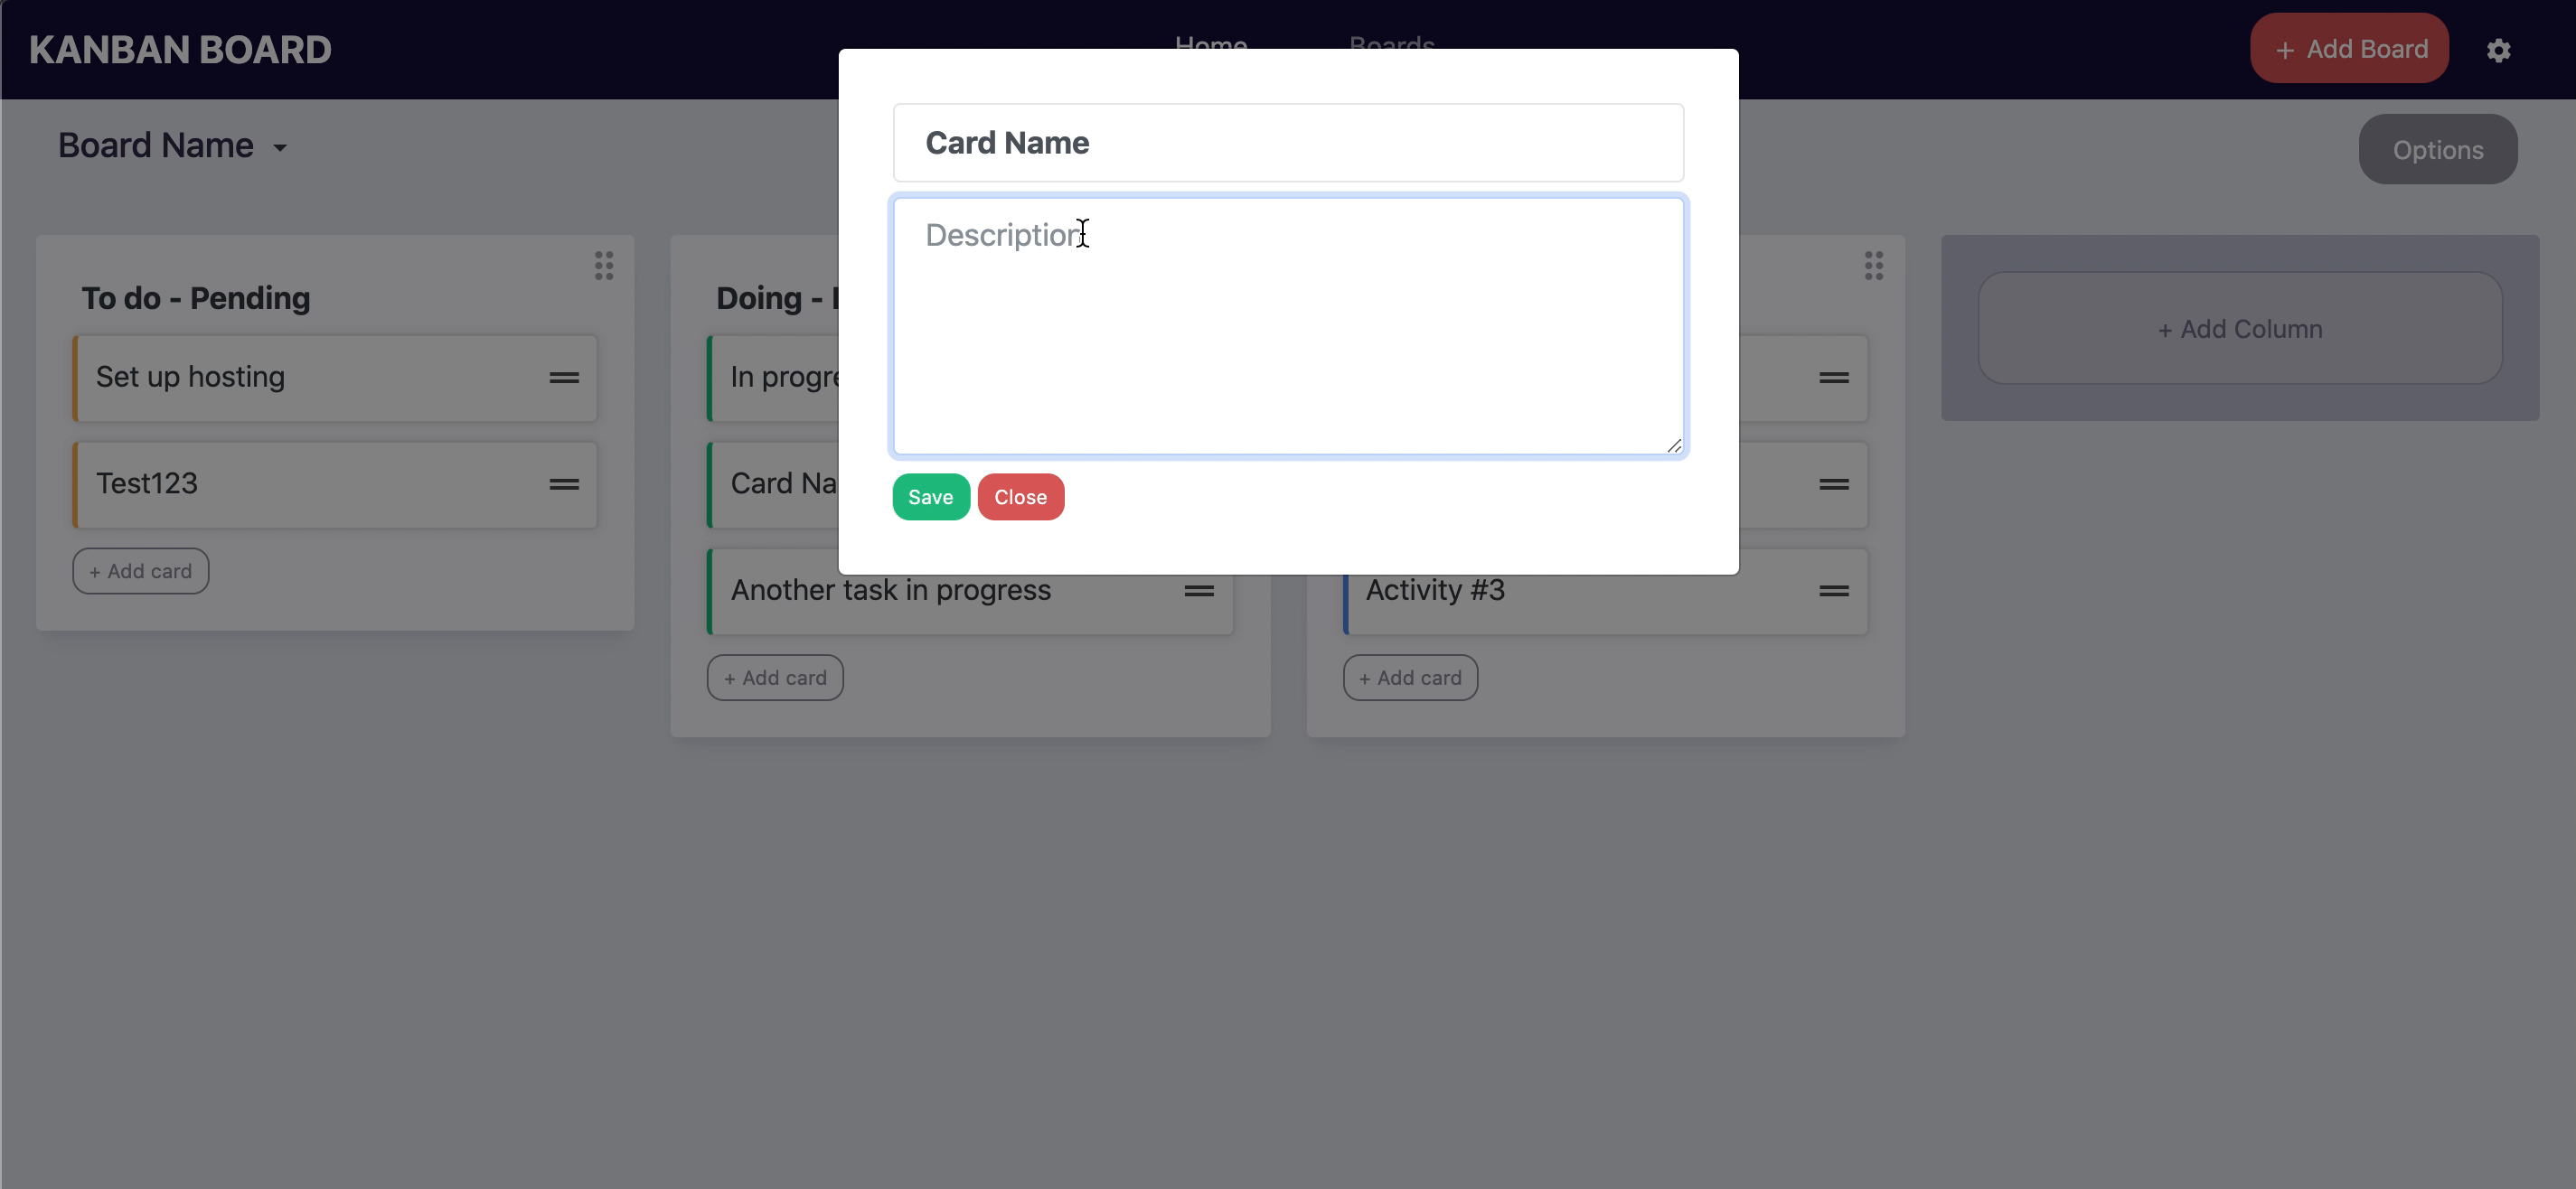 KANBAN BOARD
Home
Boards
+ Add Board
Board Name
Options
Card Name
Description
Save
Close
To do - Pending
Set up hosting
Test123
+ Add card
Doing -
In
Card
Another task in progress
+ Add card
Activity #3
+ Add card
+ Add Column